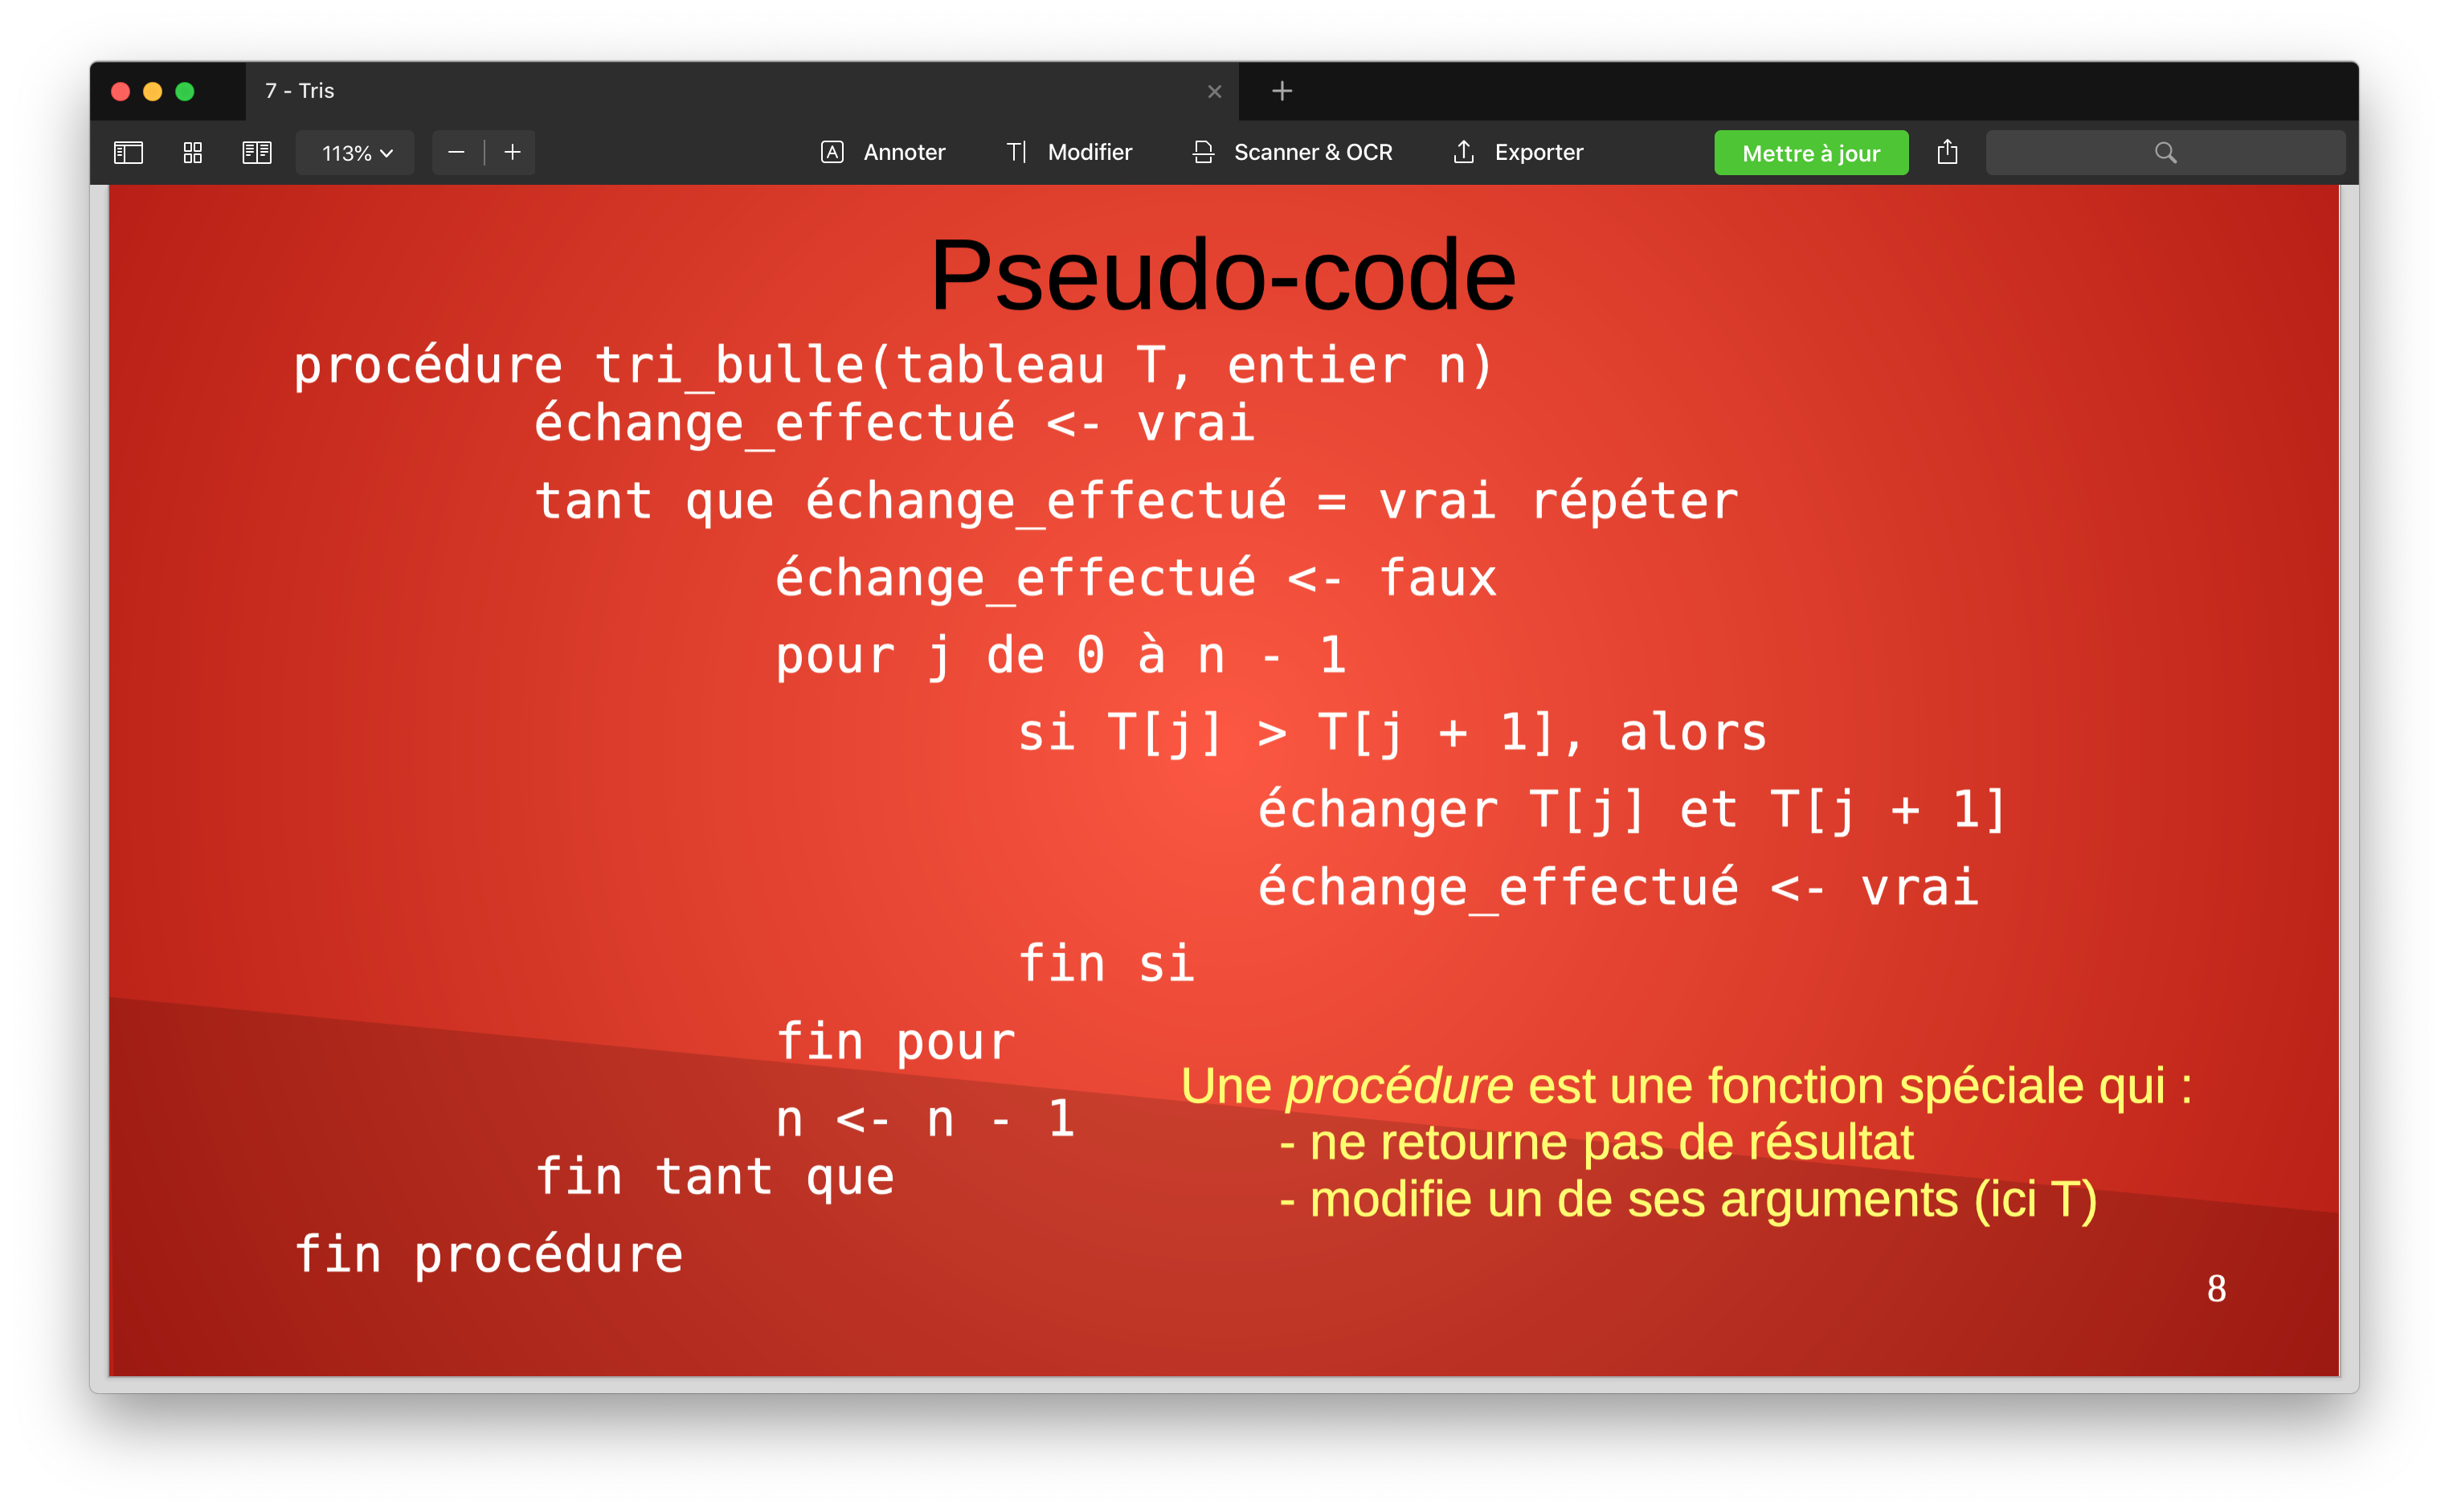 7 - Tris
113%
Annoter
Modifier
Scanner & OCR
Exporter
Mettre à jour
Pseudo-code
procédure tri_bulle(tableau T, entier n)
échange_effectué <- vrai
tant que échange_effectué = vrai répéter
échange_effectué <- faux
pour j de 0 à n - 1
si T[j] > T[j + 1], alors
échanger T[j] et T[j + 1]
échange_effectué <- vrai
fin si
fin pour
n <- n - 1
fin tant que
fin procédure
Une procédure est une fonction spéciale qui :
- ne retourne pas de résultat
- modifie un de ses arguments (ici T)
8